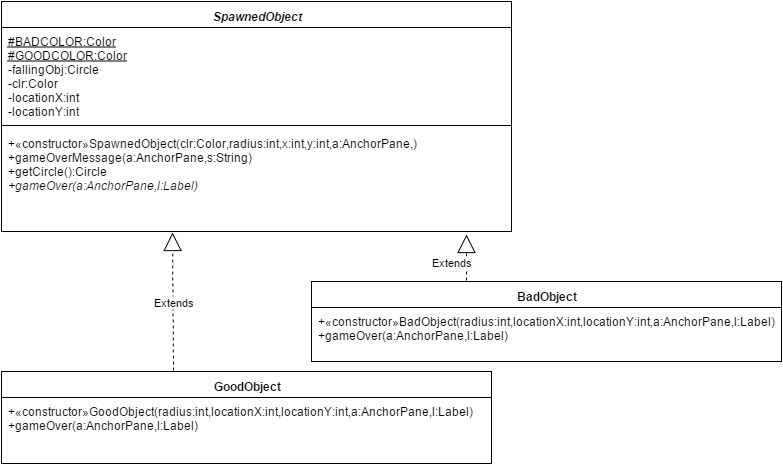 SpawnedObject
#BADCOLOR:Color
#GOODCOLOR:Color
-fallingObj:Circle
-clr:Color
-locationX:int
-locationY:int
+«constructor»SpawnedObject(clr:Color,radius:int,x:int,y:int,a:AnchorPane,)
+gameOverMessage(a:AnchorPane,s:String)
+getCircle():Circle
+gameOver(a:AnchorPane,l:Label)
Extends
Extends
BadObject
+«constructor»BadObject(radius:int,locationX:int,locationY:int,a:AnchorPane,l:Label)
+gameOver(a:AnchorPane,l:Label)
GoodObject
+«constructor»GoodObject(radius:int,locationX:int,locationY:int,a:AnchorPane,l:Label)
+gameOver(a:AnchorPane,l:Label)